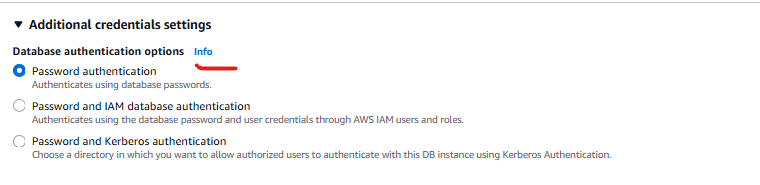 Additional credentials settings
Database authentication options Info
Password authentication
Authenticates using database passwords.
Password and IAM database authentication
Authenticates using the database password and user credentials through AWS IAM users and roles.
Password and Kerberos authentication
Choose a directory in which you want to allow authorized users to authenticate with this DB instance using Kerberos Authentication.